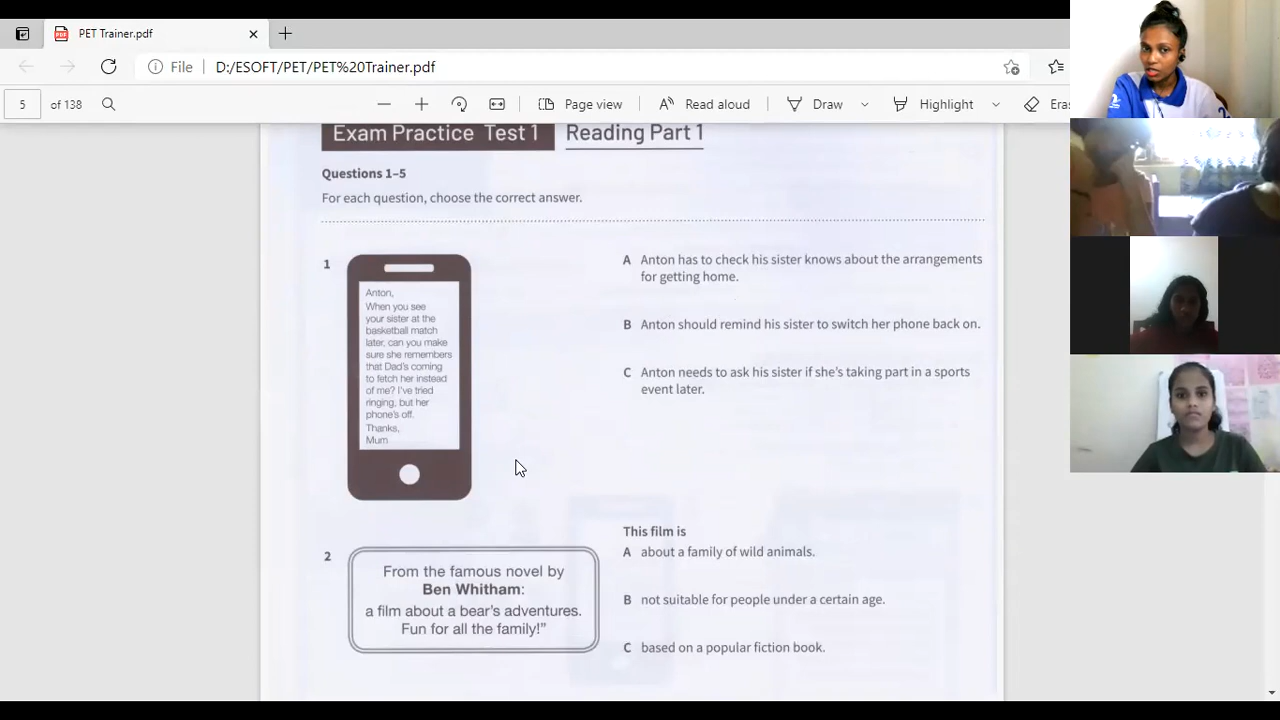 PET Trainer.pdf
File
D:/ESOFT/PET/PET%20Trainer.pdf
5
of 138
Page view
Read aloud
Draw
Highlight
Exam Practice Test 1
Reading Part 1
Questions 1–5
For each question, choose the correct answer.
1
Anton,
When you see
your sister at the
basketball match
later, can you make
sure she remembers
that Dad's coming
to fetch her instead
of me? I've tried
ringing, but her
phone's off.
Thanks,
Mum
A Anton has to check his sister knows about the arrangements
for getting home.
B Anton should remind his sister to switch her phone back on.
C Anton needs to ask his sister if she's taking part in a sports
event later.
2
From the famous novel by
Ben Whitham:
a film about a bear's adventures.
Fun for all the family!"
This film is
A about a family of wild animals.
B not suitable for people under a certain age.
C based on a popular fiction book.